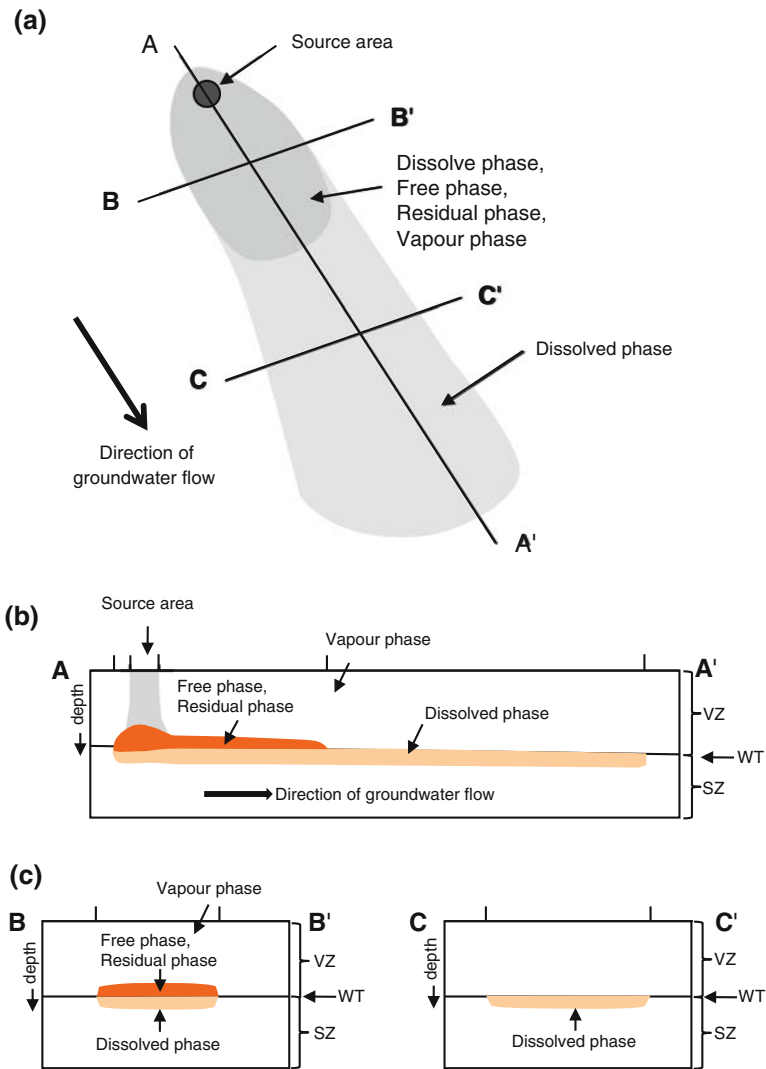 (a)
A
Source area
B'
B
Dissolve phase,
Free phase,
Residual phase,
Vapour phase
C'
C
Dissolved phase
Direction of
groundwater flow
A'
(b)
Source area
Vapour phase
A
A'
depth
Free phase,
Residual phase
Dissolved phase
VZ
WT
SZ
Direction of groundwater flow
(c)
Vapour phase
B
B'
depth
Free phase,
Residual phase
VZ
WT
SZ
Dissolved phase
C
C'
depth
VZ
WT
SZ
Dissolved phase